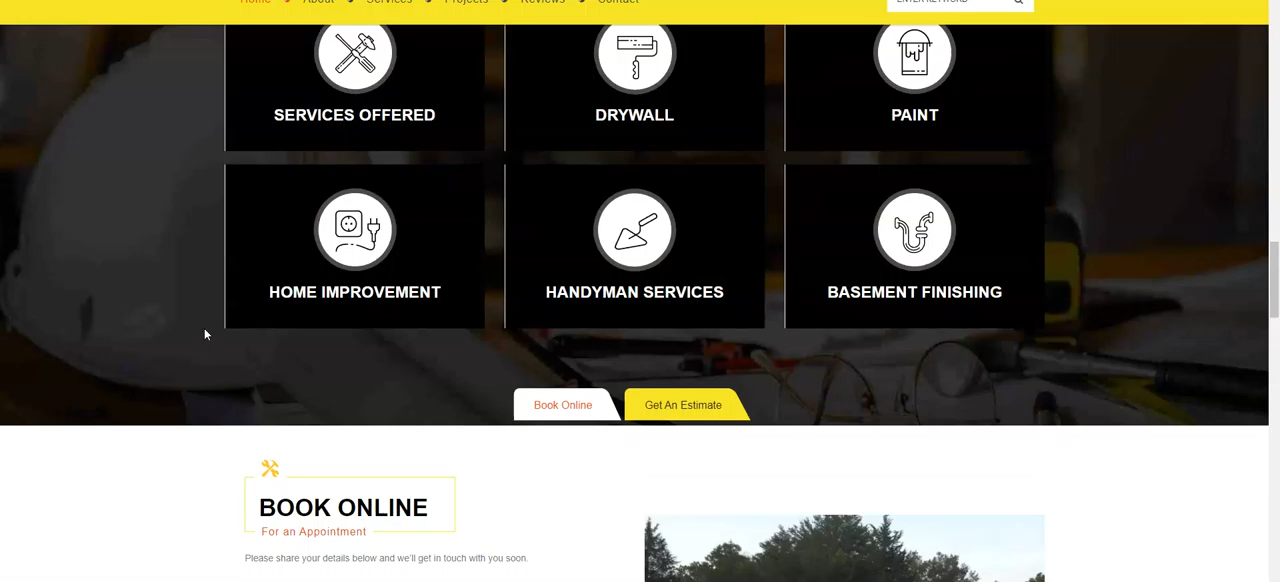 Home About Services Projects Reviews Contact
ENTER KEYWORD
SERVICES OFFERED
DRYWALL
PAINT
HOME IMPROVEMENT
HANDYMAN SERVICES
BASEMENT FINISHING
Book Online
Get An Estimate
BOOK ONLINE
For an Appointment
Please share your details below and we'll get in touch with you soon.